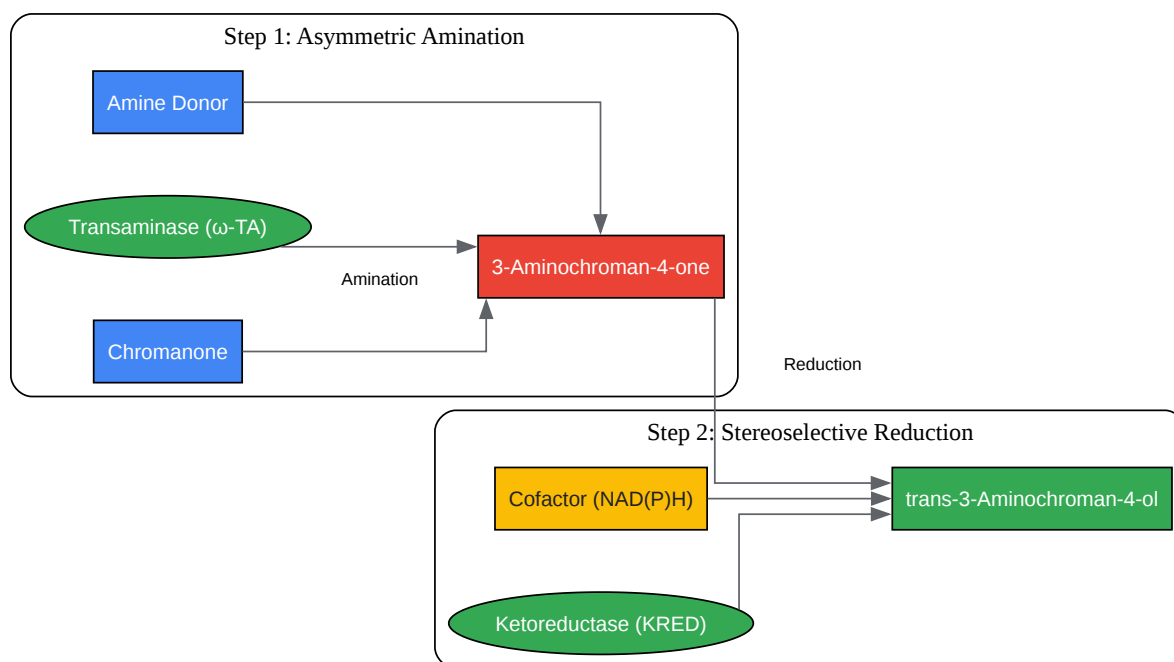 Step 1: Asymmetric Amination
Amine Donor
Transaminase (ω-TA)
3-Aminochroman-4-one
Amination
Chromanone
Reduction
Step 2: Stereoselective Reduction
Cofactor (NAD(P)H)
trans-3-Aminochroman-4-ol
Ketoreductase (KRED)